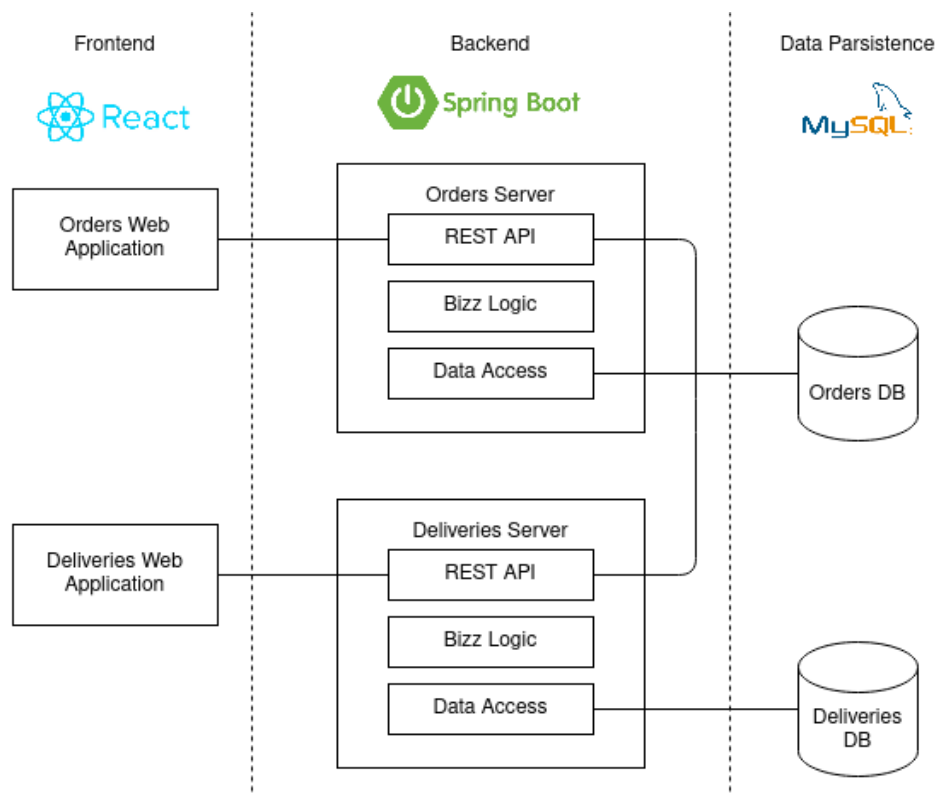 Frontend
Backend
Data Parsistence
React
Spring Boot
MySQL
Orders Web
Application
Orders Server
REST API
Bizz Logic
Data Access
Orders DB
Deliveries Web
Application
Deliveries Server
REST API
Bizz Logic
Data Access
Deliveries
DB